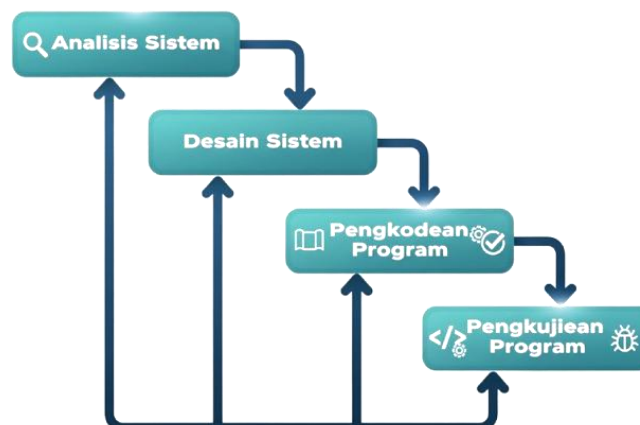 Analisis Sistem
Desain Sistem
Pengkodean
Program
Pengkujiean
Program